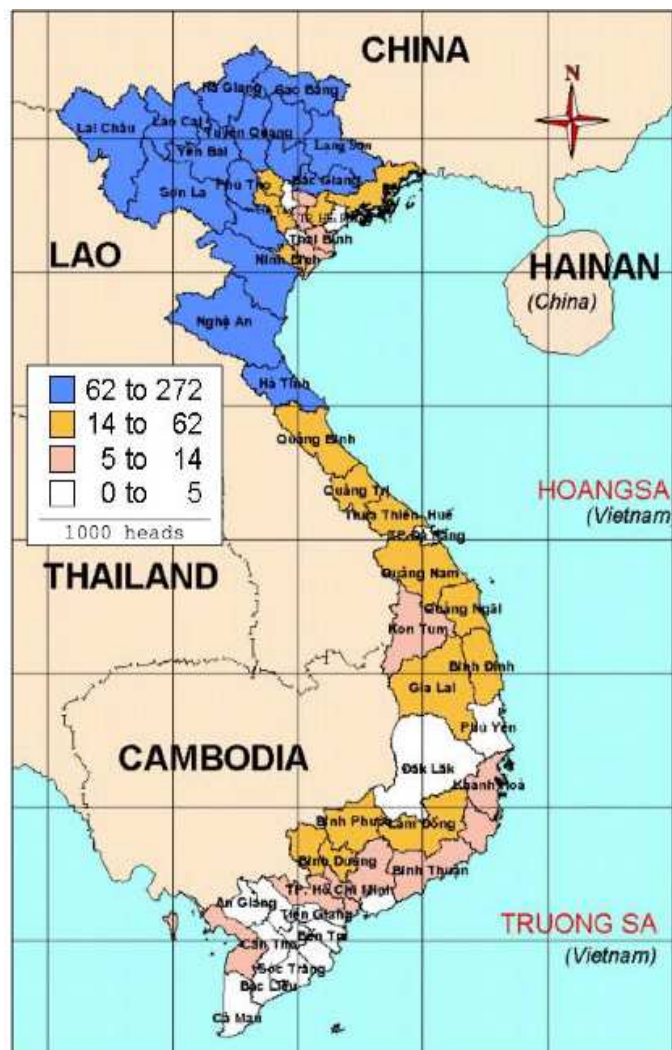 CHINA
N
Hà Giang
Cao Bằng
Lai Châu
Lào Cai
Tuyên Quang
Yên Bái
Lạng Sơn
Bắc Giang
Phú Thọ
Sơn La
Thái Bình
Ninh Bình
LAO
HAINAN
(China)
Nghệ An
Hà Tĩnh
62 to 272
14 to 62
5 to 14
0 to 5
1000 heads
Quảng Bình
Quảng Trị
Thừa Thiên-Huế
TP. Đà Nẵng
HOANGSA
(Vietnam)
THAILAND
Quảng Nam
Quảng Ngãi
Kon Tum
Bình Định
Gia Lai
Phú Yên
CAMBODIA
Đăk Lăk
Khánh Hoà
Bình Phước
Lâm Đồng
Bình Dương
Bình Thuận
TP. Hồ Chí Minh
An Giang
Tiền Giang
Bến Tre
TRUONG SA
(Vietnam)
Cần Thơ
Sóc Trăng
Bạc Liêu
Cà Mau